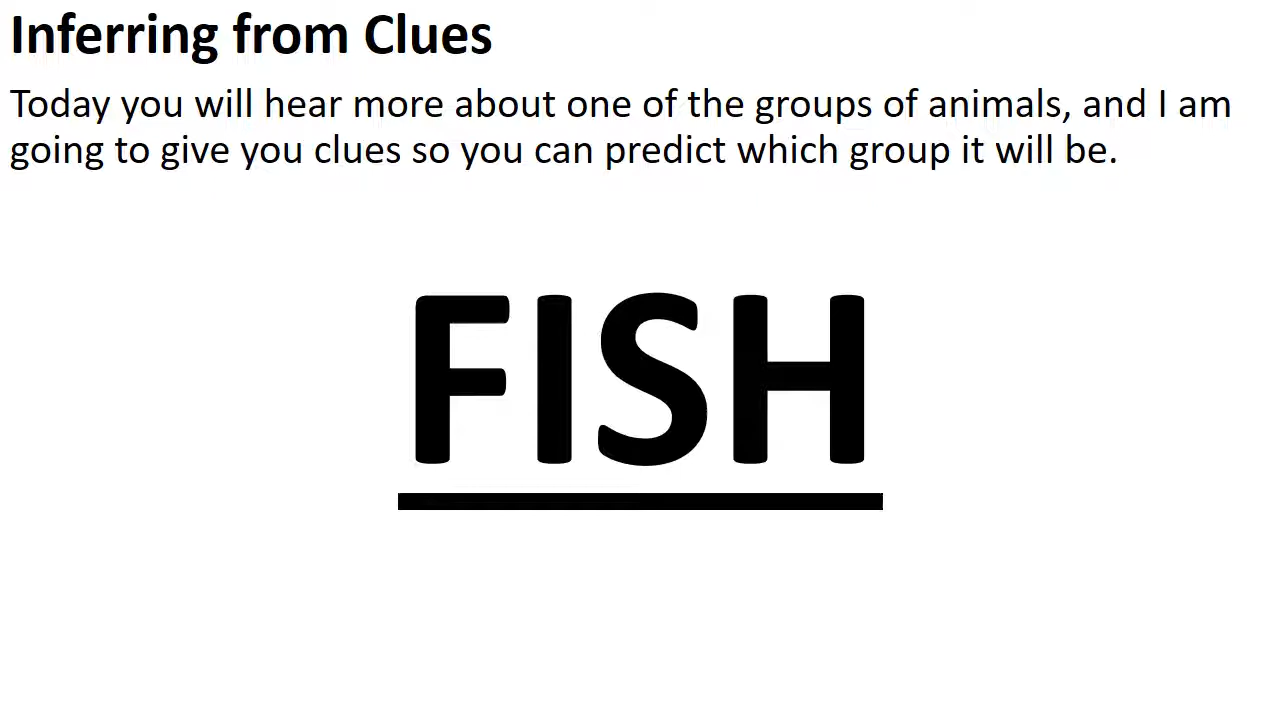 Inferring from Clues
Today you will hear more about one of the groups of animals, and I am
going to give you clues so you can predict which group it will be.
FISH